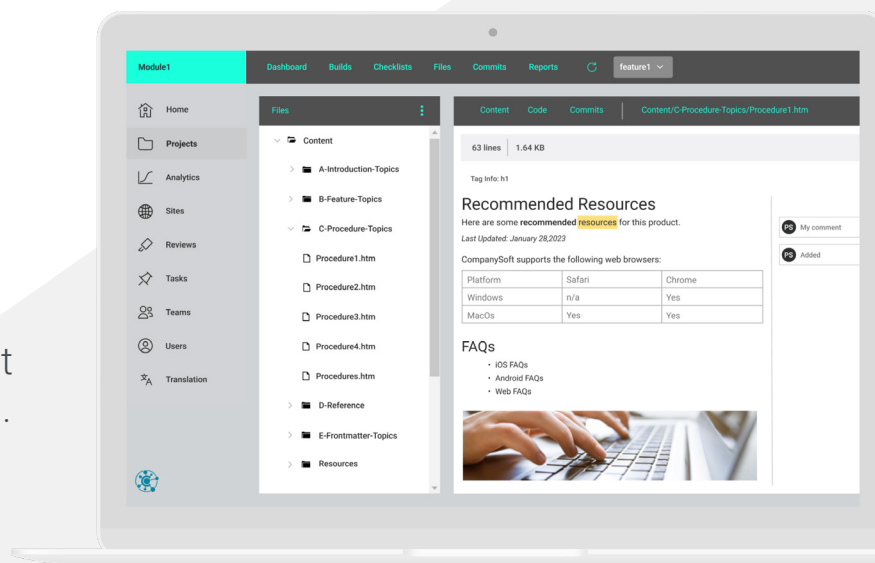 Module1
Dashboard Builds Checklists Files Commits Reports feature1
Home
Projects
Analytics
Sites
Reviews
Tasks
Teams
Users
Translation
Files
Content
A-Introduction-Topics
B-Feature-Topics
C-Procedure-Topics
Procedure1.htm
Procedure2.htm
Procedure3.htm
Procedure4.htm
Procedures.htm
D-Reference
E-Frontmatter-Topics
Resources
Content Code Commits Content/C-Procedure-Topics/Procedure1.htm
63 lines 1.64 KB
Tag Info: h1
Recommended Resources
Here are some recommended resources for this product.
Last Updated: January 28,2023
CompanySoft supports the following web browsers:
Platform Safari Chrome
Windows n/a Yes
MacOs Yes Yes
FAQs
• iOS FAQs
• Android FAQs
• Web FAQs
PS My comment
PS Added
t
.